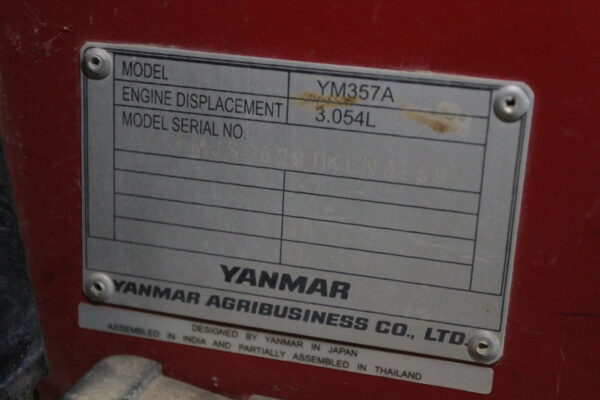 MODEL YM357A
ENGINE DISPLACEMENT 3.054L
MODEL SERIAL NO.
YANMAR
YANMAR AGRIBUSINESS CO., LTD.
DESIGNED BY YANMAR IN JAPAN
ASSEMBLED IN INDIA AND PARTIALLY ASSEMBLED IN THAILAND